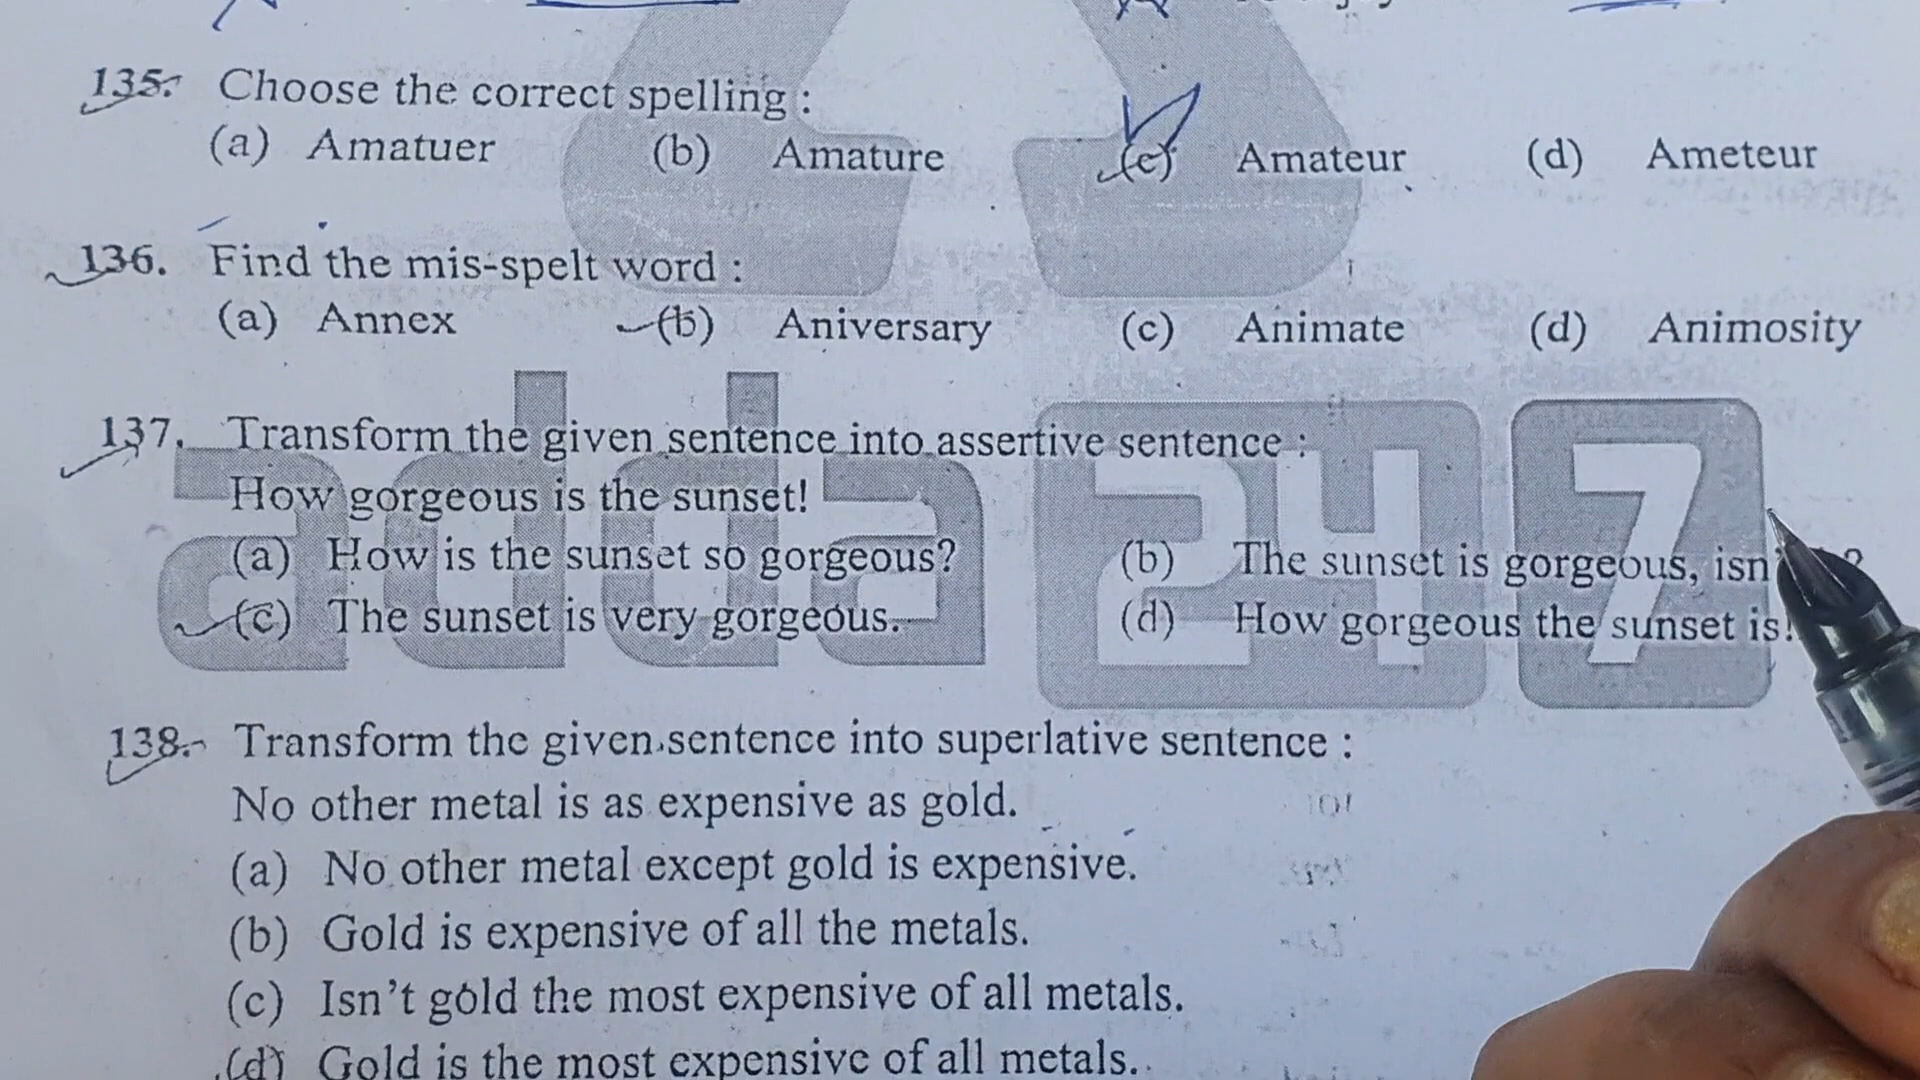 135. Choose the correct spelling :
(a) Amatuer (b) Amature (c) Amateur (d) Ameteur
136. Find the mis-spelt word :
(a) Annex (b) Aniversary (c) Animate (d) Animosity
137. Transform the given sentence into assertive sentence :
How gorgeous is the sunset!
(a) How is the sunset so gorgeous? (b) The sunset is gorgeous,
(c) The sunset is very gorgeous. (d) How gorgeous the sunset is!
138. Transform the given sentence into superlative sentence :
No other metal is as expensive as gold.
(a) No other metal except gold is expensive.
(b) Gold is expensive of all the metals.
(c) Isn't gold the most expensive of all metals.
(d) Gold is the most expensive of all metals.
adda 247